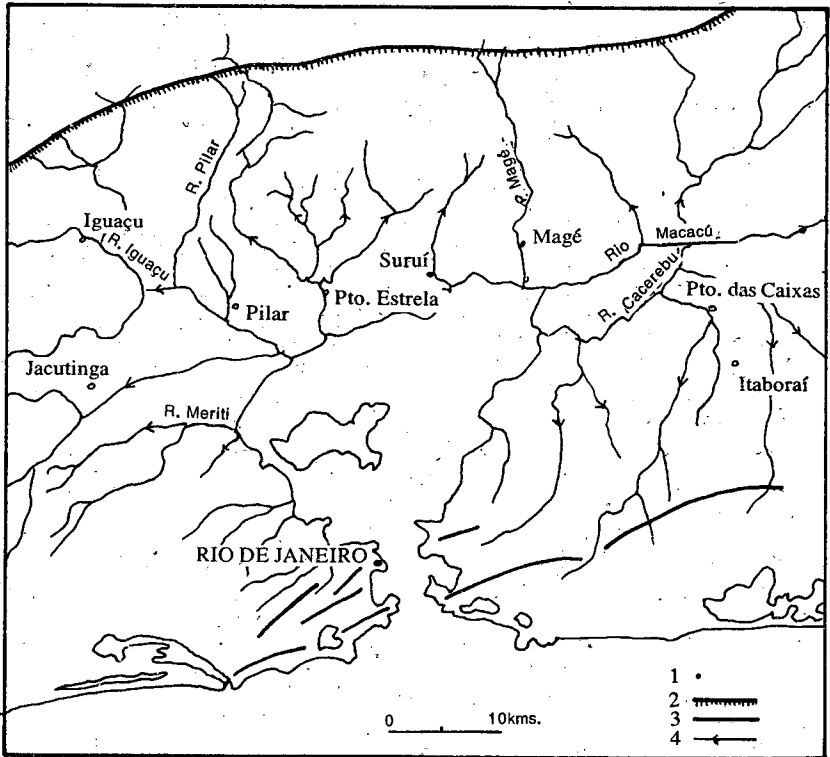 R. Pilar
R. Magé.
Iguaçu
R. Iguaçu
Magé
Rio
Macacú
Suruí
Pilar
Pto. Estrela
R. Cacerebu
Pto. das Caixas
Jacutinga
Itaboraí
R. Meriti
RIO DE JANEIRO
1
2
3
4
0 10kms.